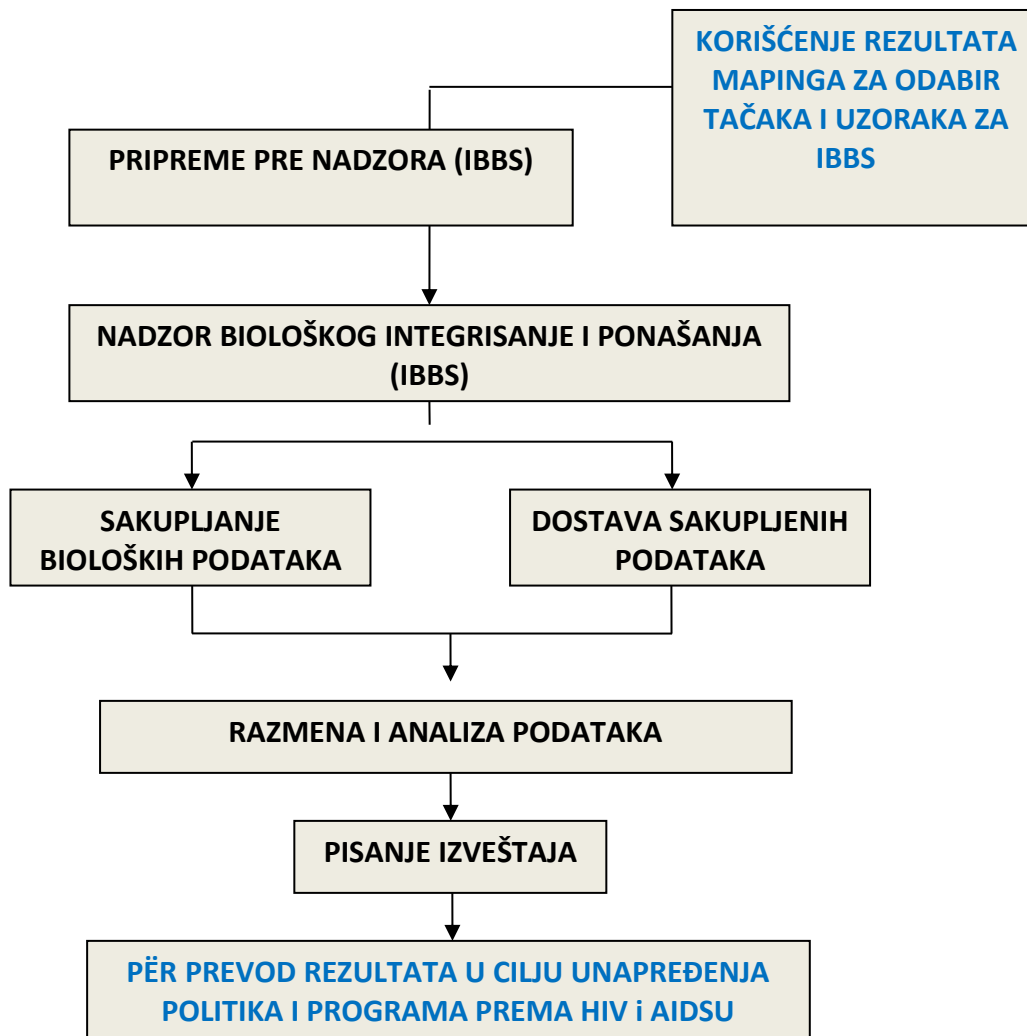 KORIŠĆENJE REZULTATA
MAPINGA ZA ODABIR
TAČAKA I UZORAKA ZA
IBBS
PRIPREME PRE NADZORA (IBBS)
NADZOR BIOLOŠKOG INTEGRISANJE I PONAŠANJA
(IBBS)
SAKUPLJANJE
BIOLOŠKIH PODATAKA
DOSTAVA SAKUPLJENIH
PODATAKA
RAZMENA I ANALIZA PODATAKA
PISANJE IZVEŠTAJA
PËR PREVOD REZULTATA U CILJU UNAPREĐENJA
POLITIKA I PROGRAMA PREMA HIV i AIDSU